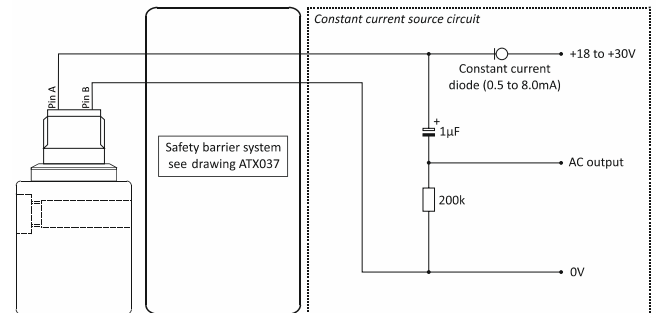 Constant current source circuit
+18 to +30V
Constant current
diode (0.5 to 8.0mA)
Pin A
Pin B
+
1µF
Safety barrier system
see drawing ATX037
AC output
200k
0V